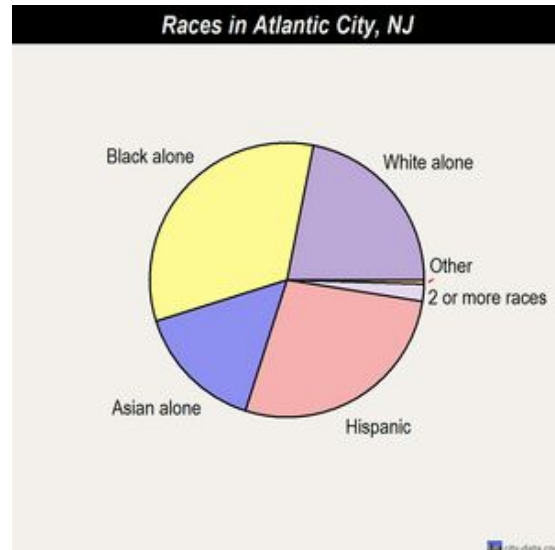 Races in Atlantic City, NJ
Black alone
White alone
Other
2 or more races
Asian alone
Hispanic